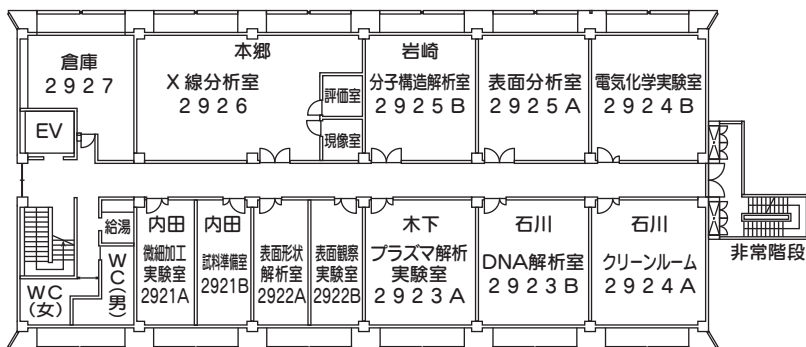 倉庫
2927
本郷
X線分析室
2926
評価室
現像室
岩崎
分子構造解析室
2925B
表面分析室
2925A
電気化学実験室
2924B
EV
給湯
WC
(女)
WC
(男)
内田
微細加工
実験室
2921A
内田
試料準備室
2921B
表面形状
解析室
2922A
表面観察
実験室
2922B
木下
プラズマ解析
実験室
2923A
石川
DNA解析室
2923B
石川
クリーンルーム
2924A
非常階段